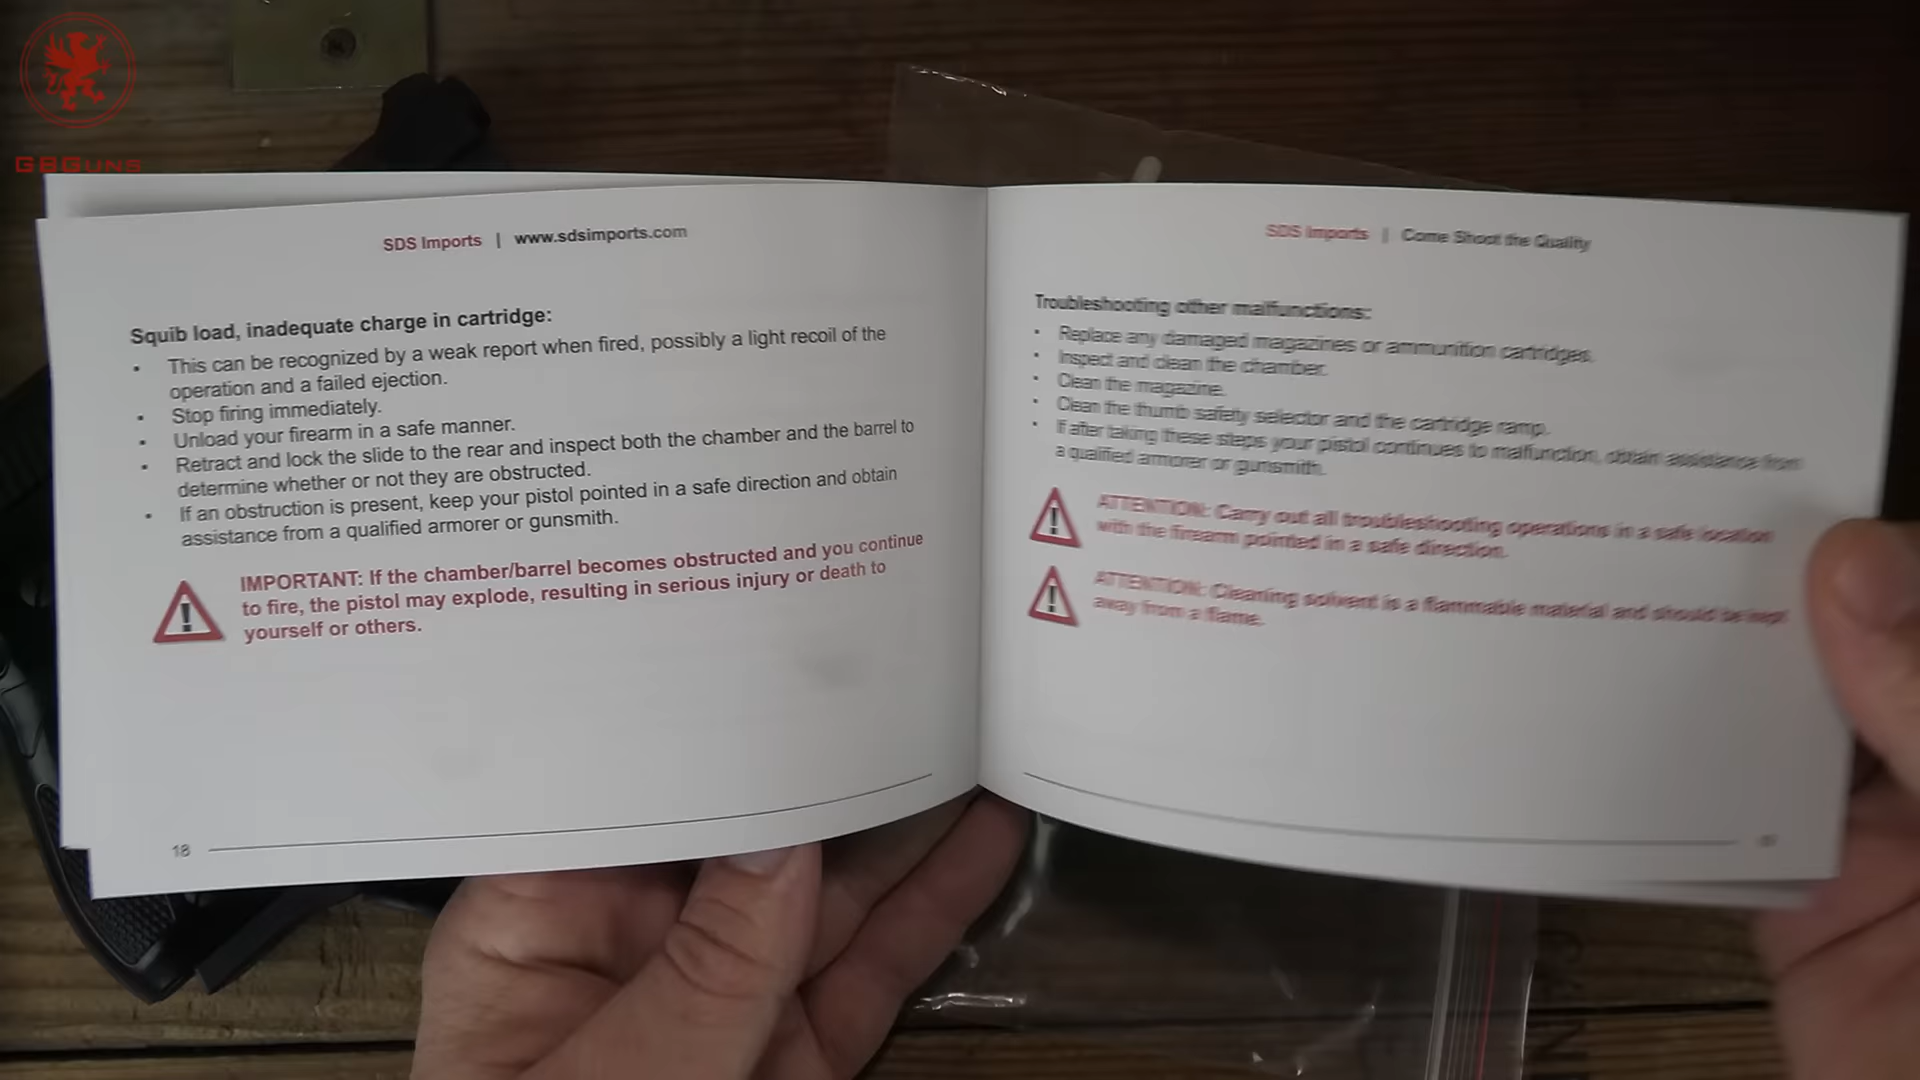 GBGUNS
SDS Imports | www.sdsimports.com
Squib load, inadequate charge in cartridge:
• This can be recognized by a weak report when fired, possibly a light recoil of the
operation and a failed ejection.
• Stop firing immediately.
• Unload your firearm in a safe manner.
• Retract and lock the slide to the rear and inspect both the chamber and the barrel to
determine whether or not they are obstructed.
• If an obstruction is present, keep your pistol pointed in a safe direction and obtain
assistance from a qualified armorer or gunsmith.
IMPORTANT: If the chamber/barrel becomes obstructed and you continue
to fire, the pistol may explode, resulting in serious injury or death to
yourself or others.
18
SDS Imports | Come Shoot the Quality
Troubleshooting other malfunctions:
• Replace any damaged magazines or ammunition cartridges.
• Inspect and clean the chamber.
• Clean the magazine.
• Clean the thumb safety selector and the cartridge ramp.
• If after taking these steps your pistol continues to malfunction, obtain assistance from
a qualified armorer or gunsmith.
ATTENTION: Carry out all troubleshooting operations in a safe location
with the firearm pointed in a safe direction.
ATTENTION: Cleaning solvent is a flammable material and should be kept
away from a flame.